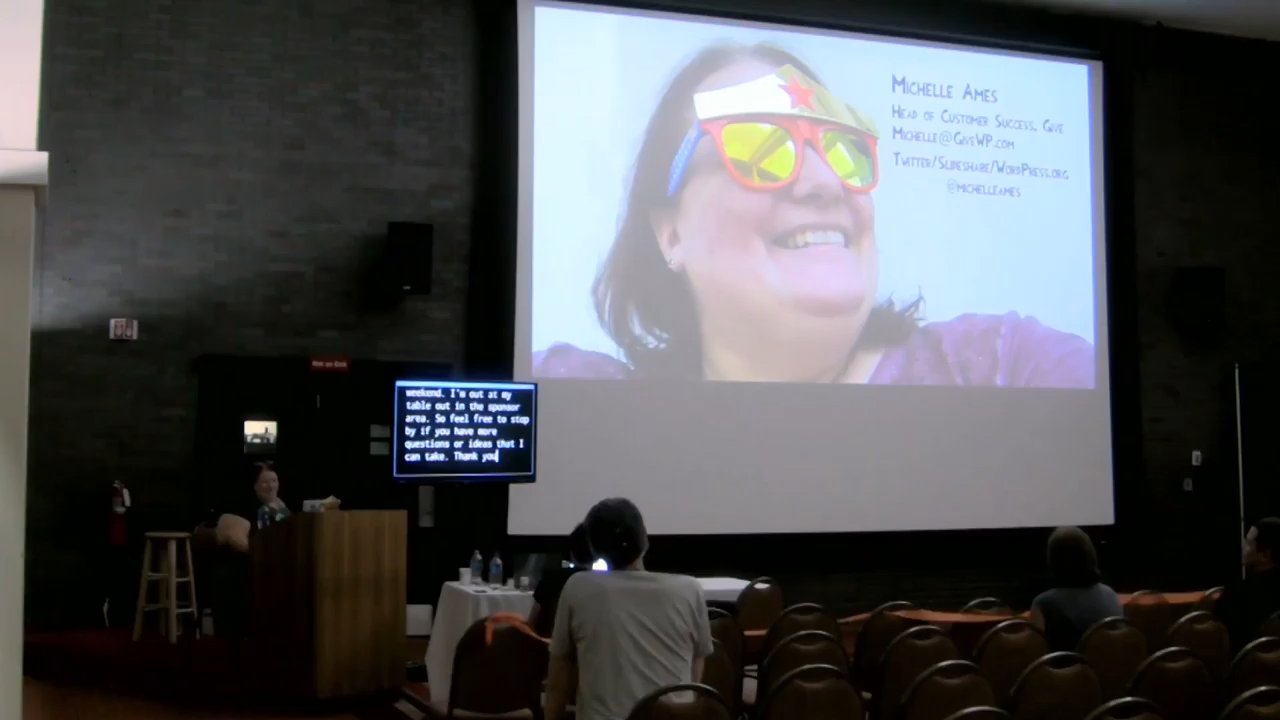 Michelle Ames
Head of Customer Success, Give
Michelle@GiveWP.com
Twitter/Slideshare/WordPress.org
@michelleames
weekend. I'm out at my
table out in the sponsor
area. So feel free to stop
by if you have more
questions or ideas that I
can take. Thank you